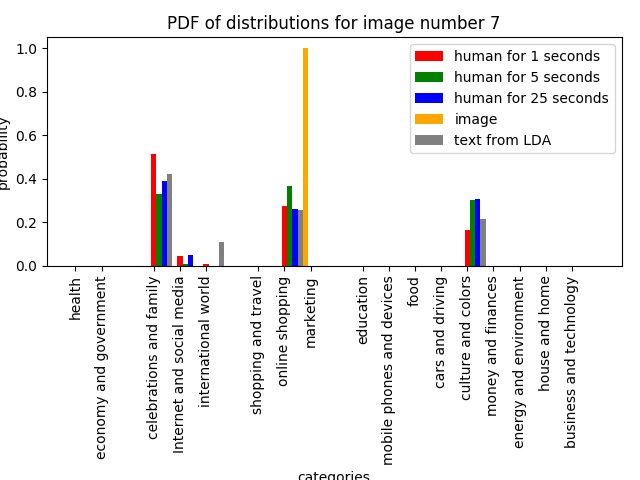 PDF of distributions for image number 7
probability
1.0
0.8
0.6
0.4
0.2
0.0
human for 1 seconds
human for 5 seconds
human for 25 seconds
image
text from LDA
health
economy and government
celebrations and family
Internet and social media
international world
shopping and travel
online shopping
marketing
education
mobile phones and devices
food
cars and driving
culture and colors
money and finances
energy and environment
house and home
business and technology
categories